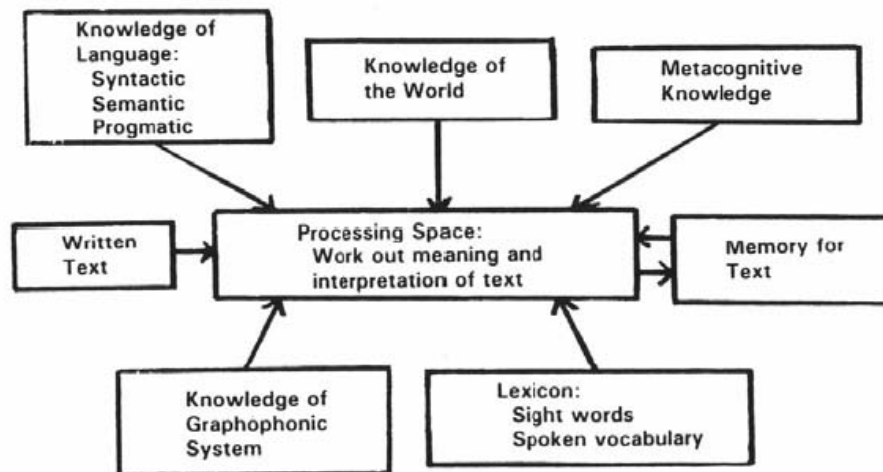 Knowledge of
Language:
Syntactic
Semantic
Progmatic
Knowledge of
the World
Metacognitive
Knowledge
Written
Text
Processing Space:
Work out meaning and
interpretation of text
Memory for
Text
Knowledge of
Graphophonic
System
Lexicon:
Sight words
Spoken vocabulary